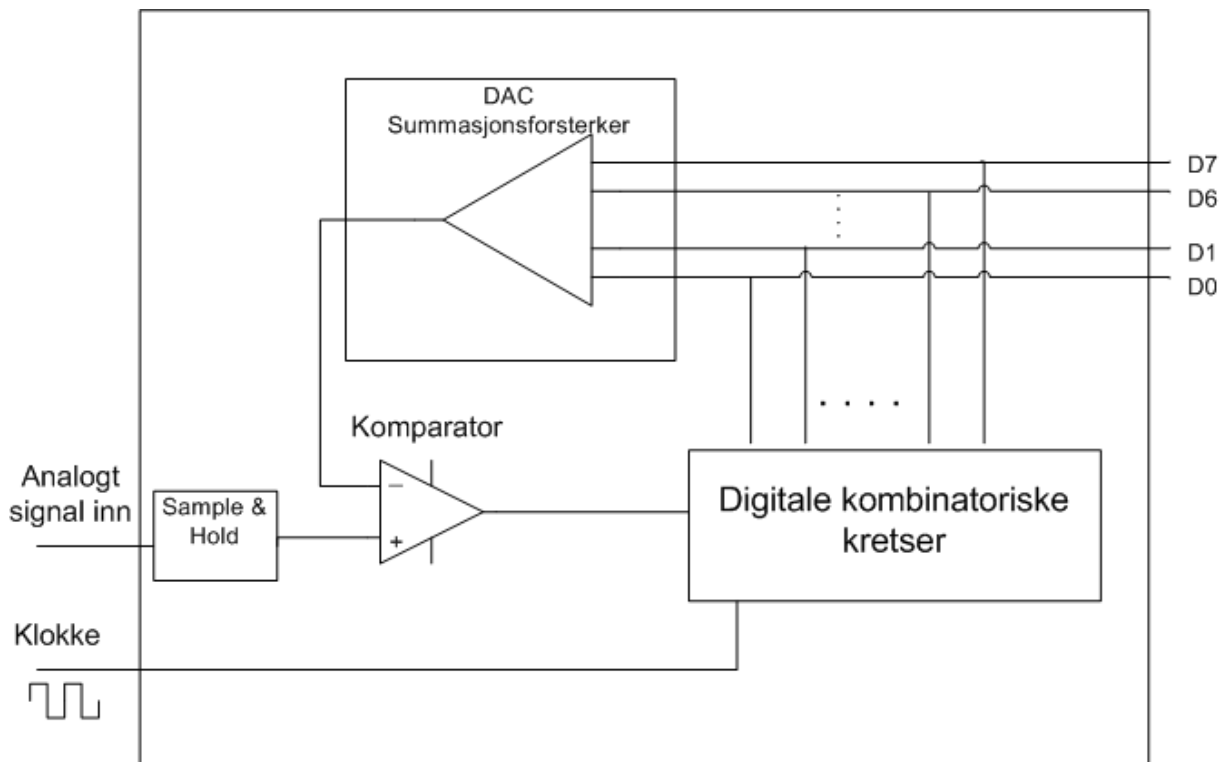 DAC
Summasjonsforsterker
D7
D6
D1
D0
Komparator
Analogt
signal inn
Sample &
Hold
−
+
Digitale kombinatoriske
kretser
Klokke